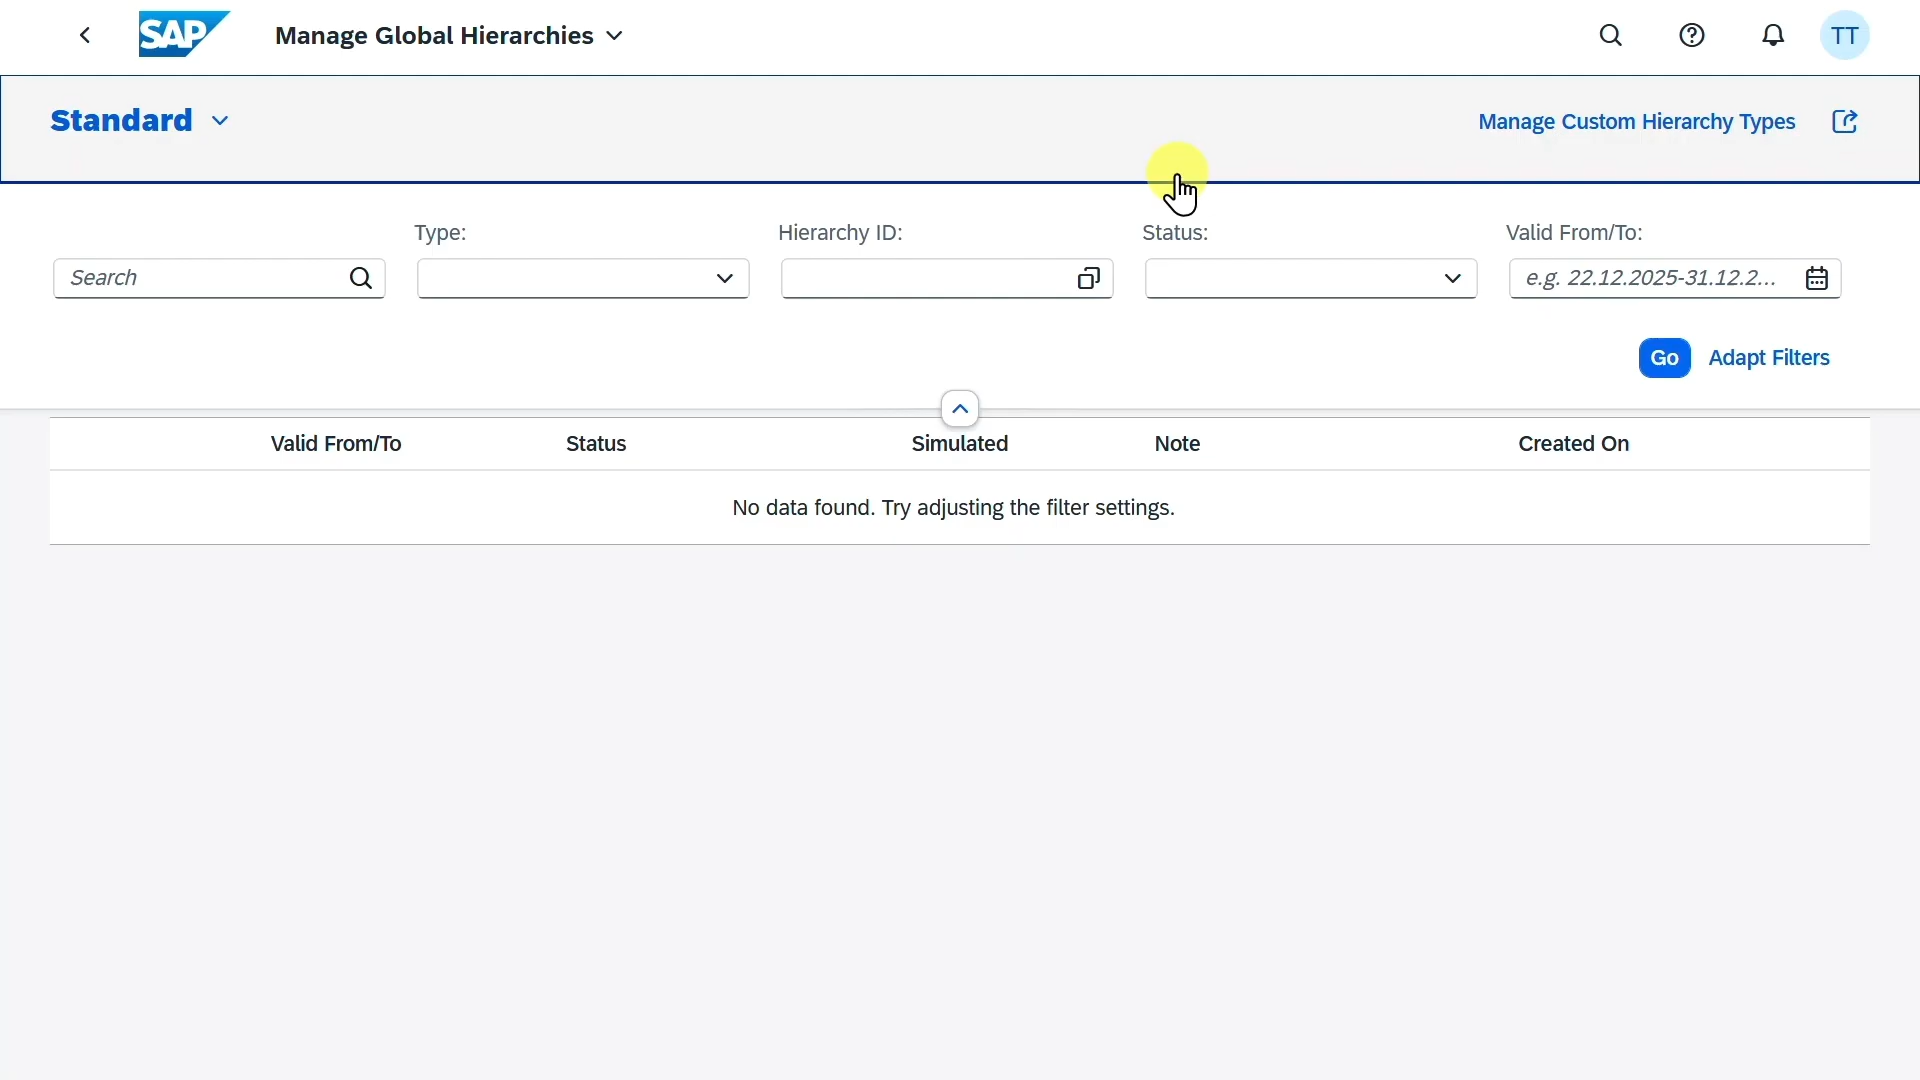 SAP
Manage Global Hierarchies
TT
Standard
Manage Custom Hierarchy Types
Type:
Hierarchy ID:
Status:
Valid From/To:
Search
e.g. 22.12.2025-31.12.2...
Go
Adapt Filters
Valid From/To
Status
Simulated
Note
Created On
No data found. Try adjusting the filter settings.